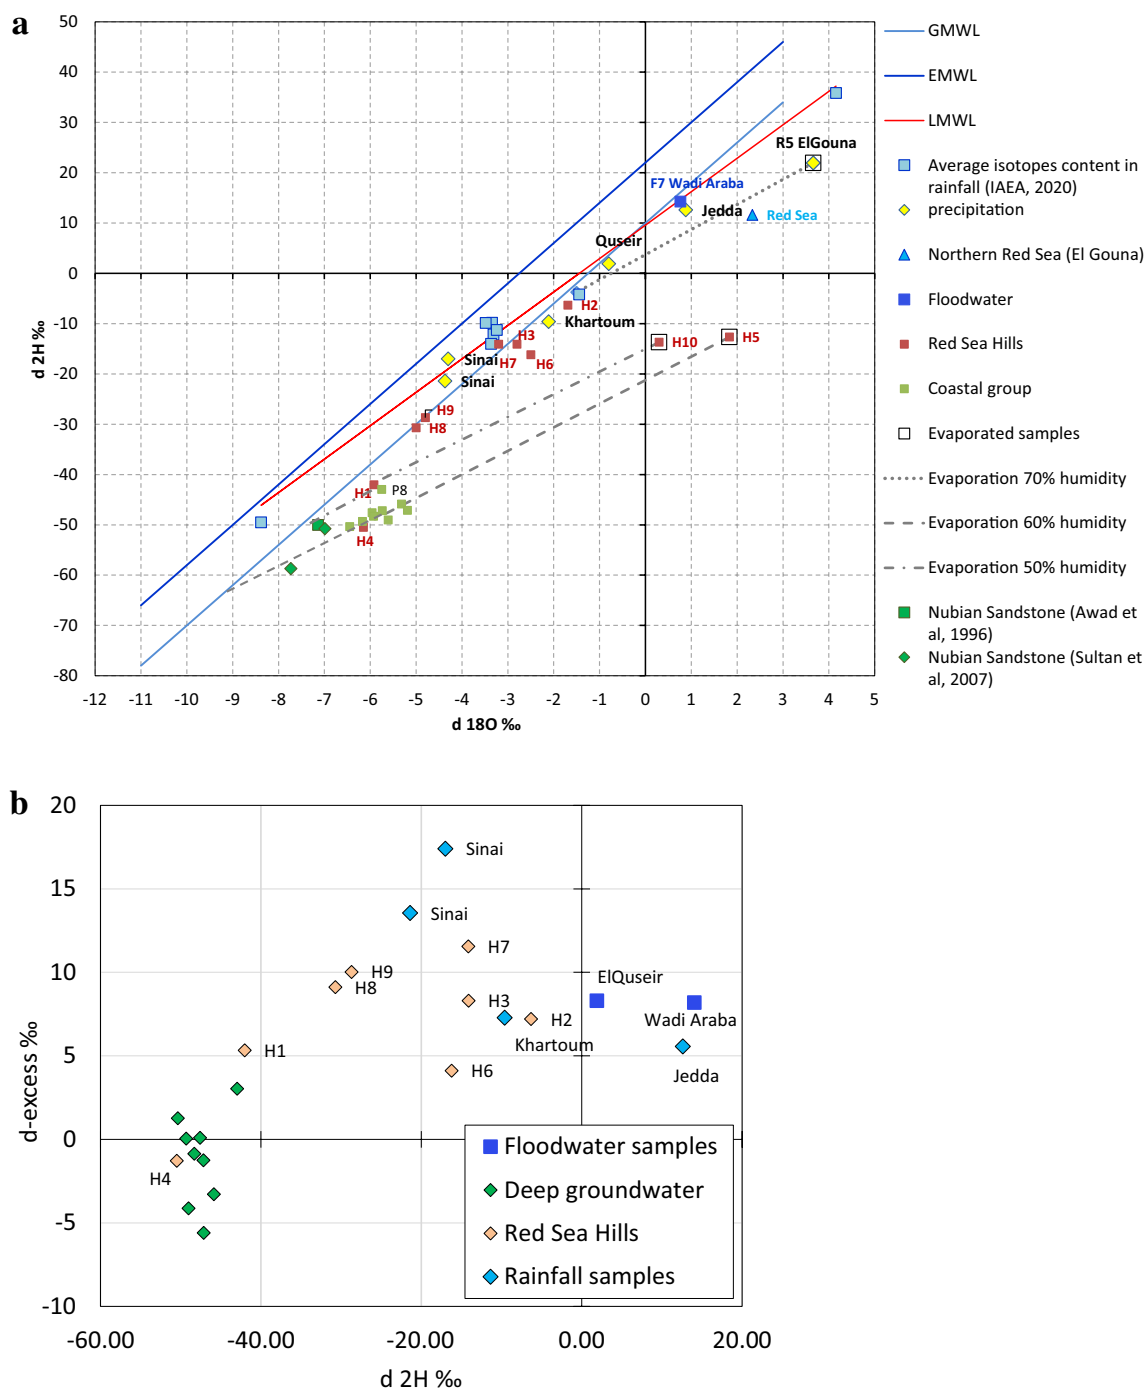 a
50
40
30
20
10
0
-10
-20
-30
-40
-50
-60
-70
-80
d 2H ‰
-12 -11 -10 -9 -8 -7 -6 -5 -4 -3 -2 -1 0 1 2 3 4 5
d 18O ‰
R5 ElGouna
F7 Wadi Araba
Jedda
Red Sea
Quseir
H2
Khartoum
H3
H7
H6
H10
H5
Sinai
Sinai
H9
H8
H1
P8
H4
GMWL
EMWL
LMWL
Average isotopes content in
rainfall (IAEA, 2020)
precipitation
Northern Red Sea (El Gouna)
Floodwater
Red Sea Hills
Coastal group
Evaporated samples
Evaporation 70% humidity
Evaporation 60% humidity
Evaporation 50% humidity
Nubian Sandstone (Awad et
al, 1996)
Nubian Sandstone (Sultan et
al, 2007)
b
20
15
10
5
0
-5
-10
d-excess ‰
-60.00 -40.00 -20.00 0.00 20.00
d 2H ‰
Sinai
Sinai
H7
H9
H8
ElQuseir
H3
H2
Wadi Araba
Khartoum
H1
H6
Jedda
H4
Floodwater samples
Deep groundwater
Red Sea Hills
Rainfall samples